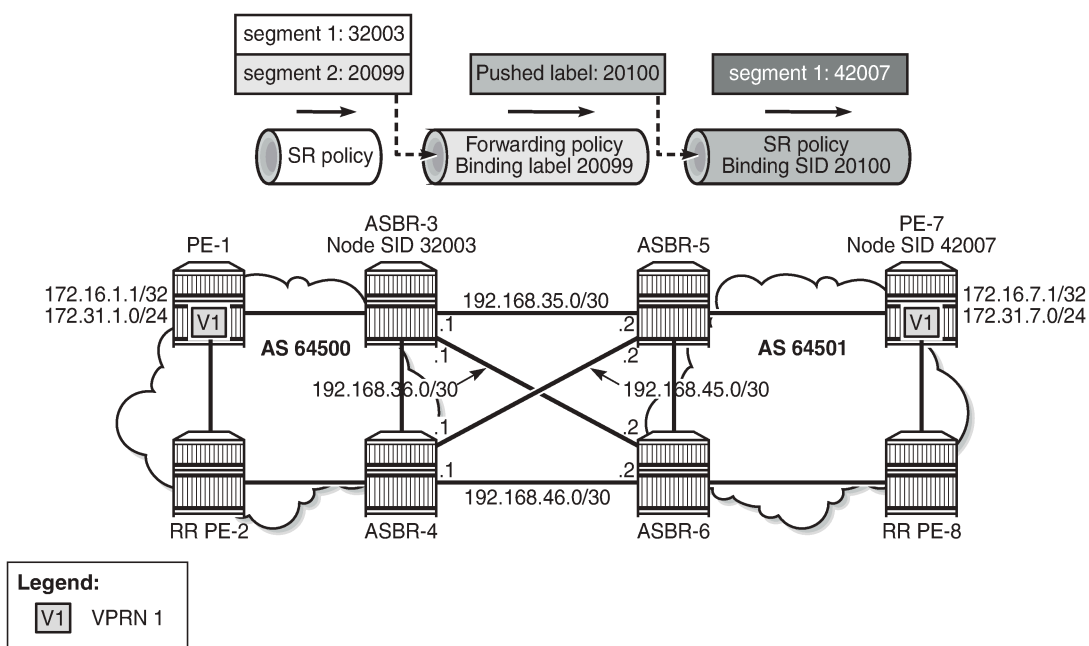 segment 1: 32003
segment 2: 20099
Pushed label: 20100
segment 1: 42007
SR policy
Forwarding policy
Binding label 20099
SR policy
Binding SID 20100
PE-1
ASBR-3
Node SID 32003
ASBR-5
PE-7
Node SID 42007
172.16.1.1/32
172.31.1.0/24
V1
AS 64500
192.168.35.0/30
.1
.2
.1
.2
AS 64501
V1
172.16.7.1/32
172.31.7.0/24
192.168.36.0/30
192.168.45.0/30
.1
.2
.1
.2
192.168.46.0/30
RR PE-2
ASBR-4
ASBR-6
RR PE-8
Legend:
V1 VPRN 1